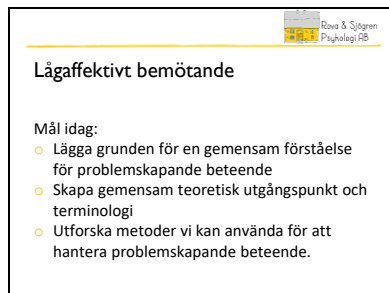 Rova & Sjögren
Psykologi AB
Lågaffektivt bemötande
Mål idag:
o Lägga grunden för en gemensam förståelse
för problemskapande beteende
o Skapa gemensam teoretisk utgångspunkt och
terminologi
o Utforska metoder vi kan använda för att
hantera problemskapande beteende.